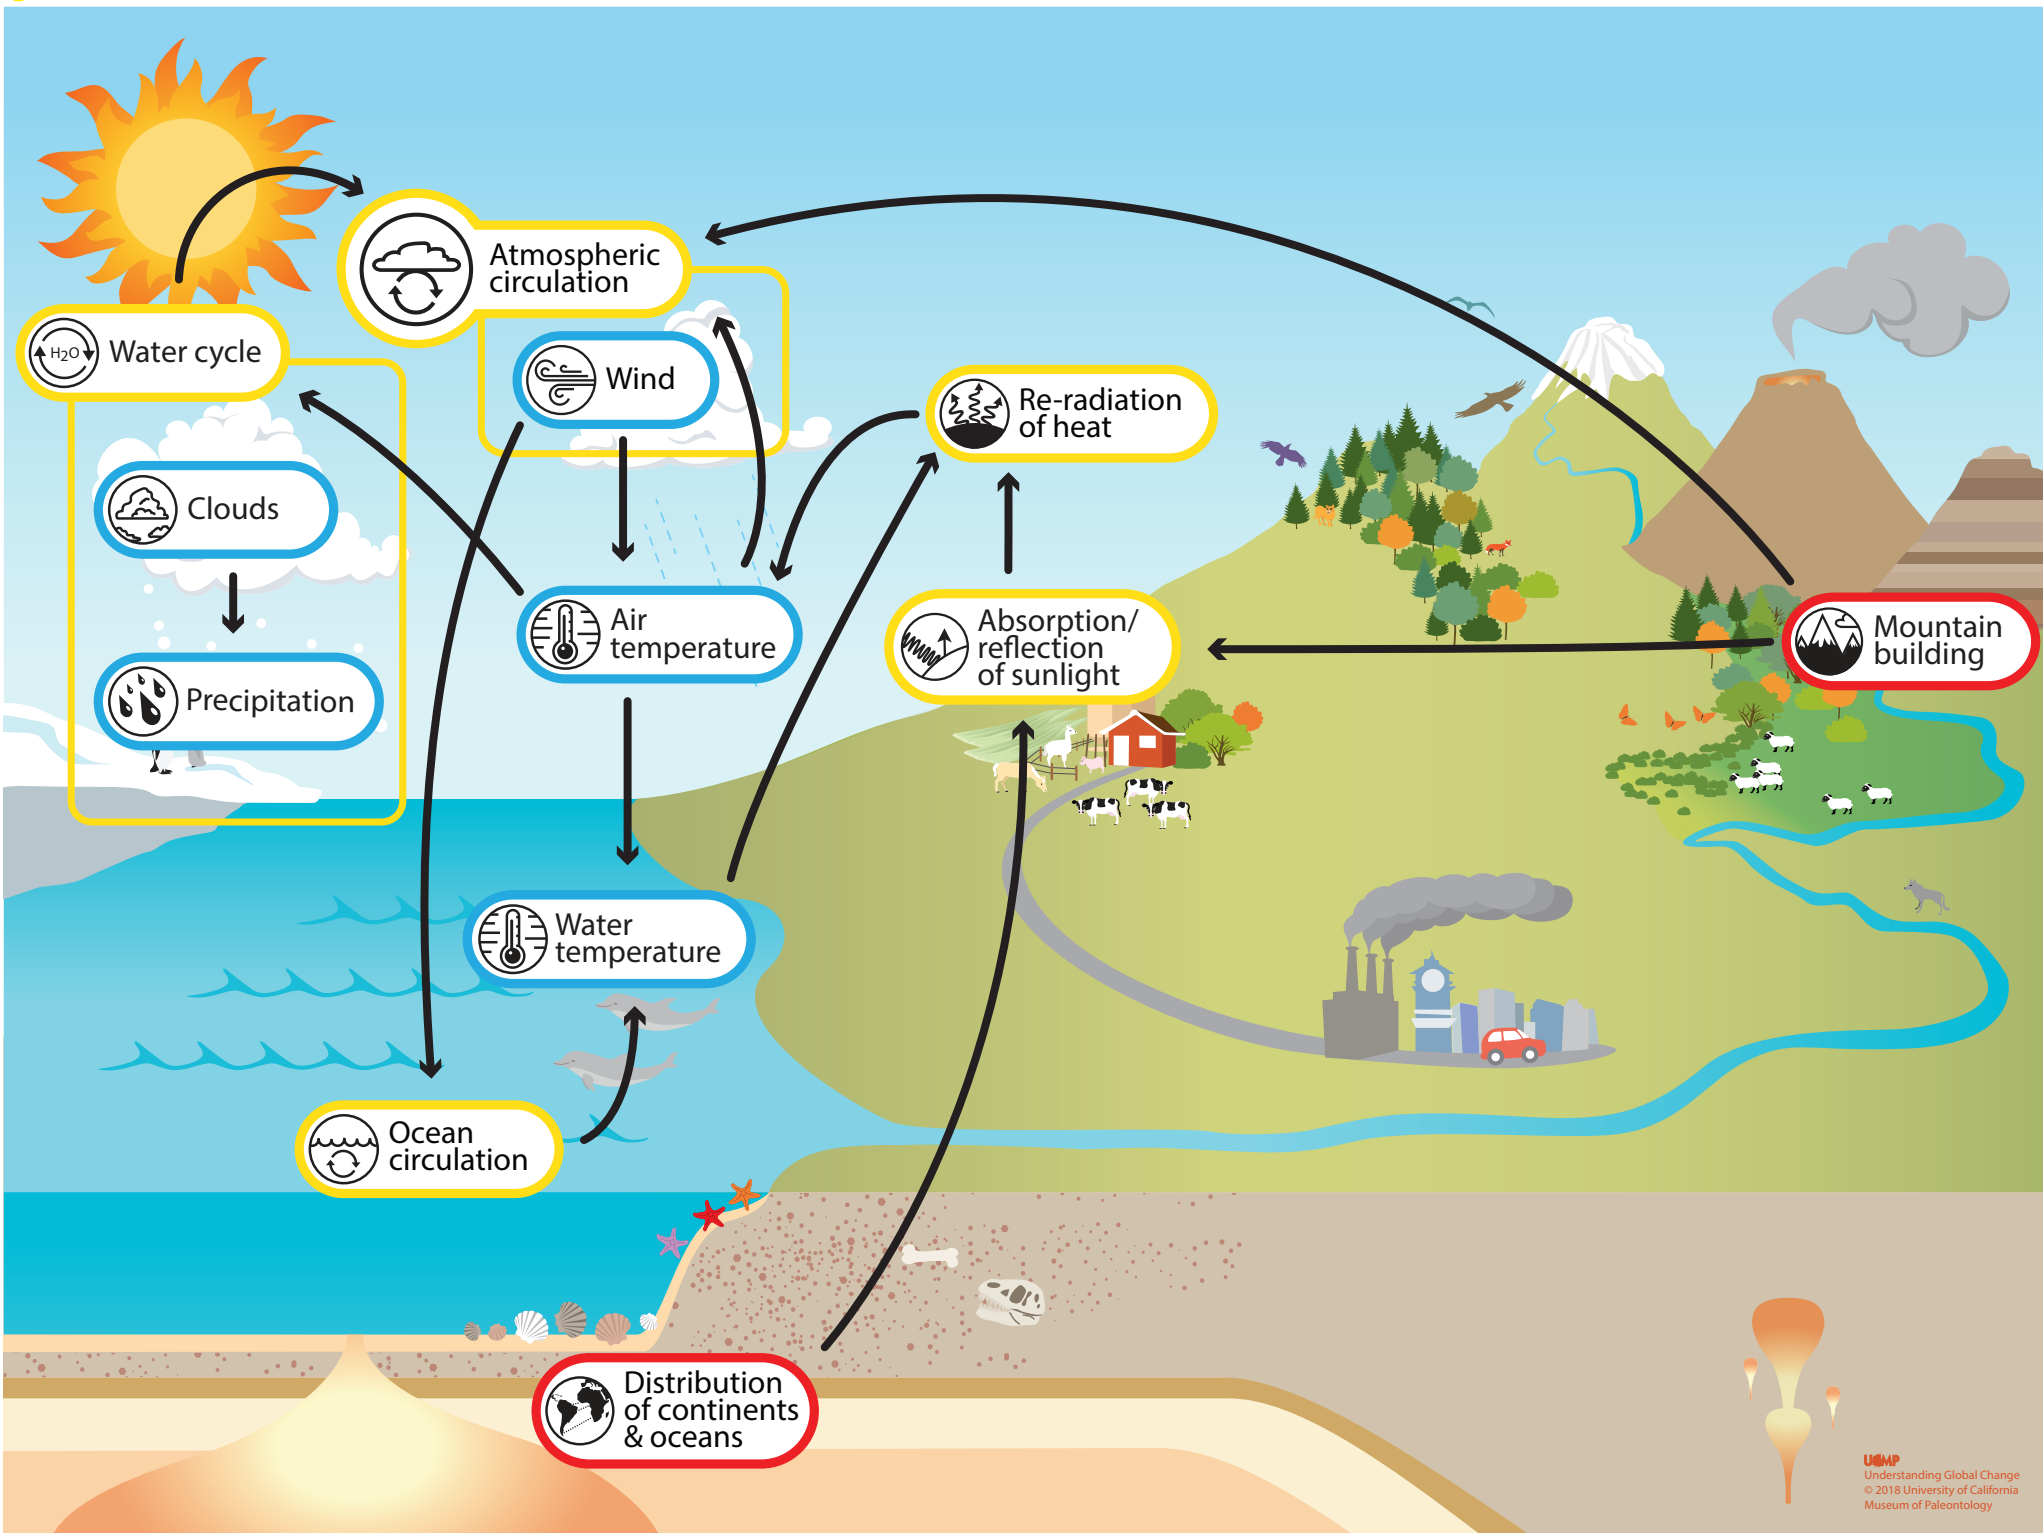 Atmospheric
circulation
H2O
Water cycle
Wind
Re-radiation
of heat
Clouds
Air
temperature
Absorption/
reflection
of sunlight
Mountain
building
Precipitation
Water
temperature
Ocean
circulation
Distribution
of continents
& oceans
UCMP
Understanding Global Change
© 2018 University of California
Museum of Paleontology